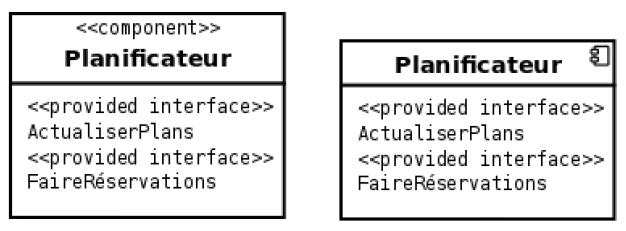 <<component>>
Planificateur
<<provided interface>>
ActualiserPlans
<<provided interface>>
FaireRéservations
Planificateur
<<provided interface>>
ActualiserPlans
<<provided interface>>
FaireRéservations